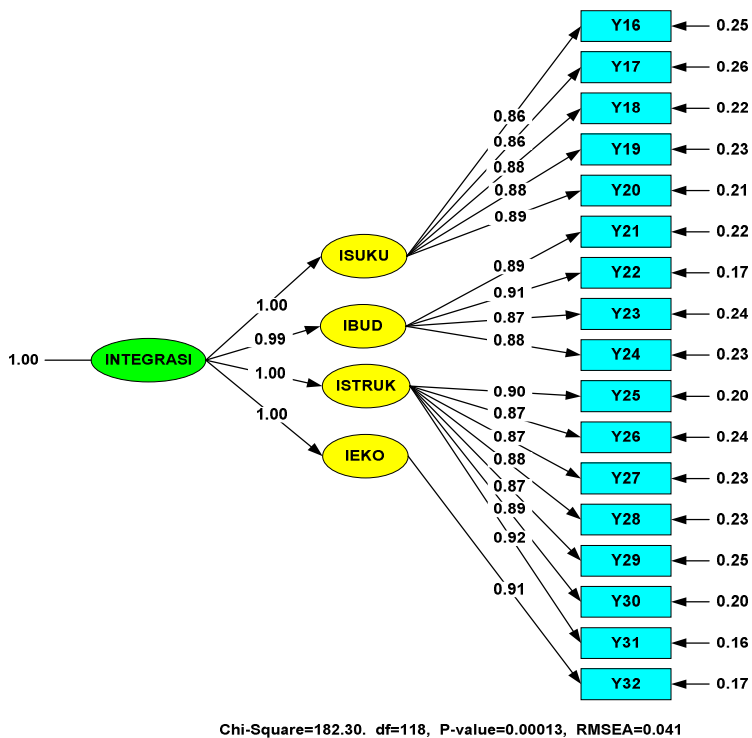 Y16 0.25
Y17 0.26
Y18 0.22
Y19 0.23
Y20 0.21
Y21 0.22
Y22 0.17
Y23 0.24
Y24 0.23
Y25 0.20
Y26 0.24
Y27 0.23
Y28 0.23
Y29 0.25
Y30 0.20
Y31 0.16
Y32 0.17
0.86
0.86
0.88
0.88
0.89
0.89
0.91
0.87
0.88
0.90
0.87
0.87
0.88
0.87
0.89
0.92
0.91
ISUKU
IBUD
ISTRUK
IEKO
1.00
0.99
1.00
1.00
1.00 INTEGRASI
Chi-Square=182.30. df=118, P-value=0.00013, RMSEA=0.041